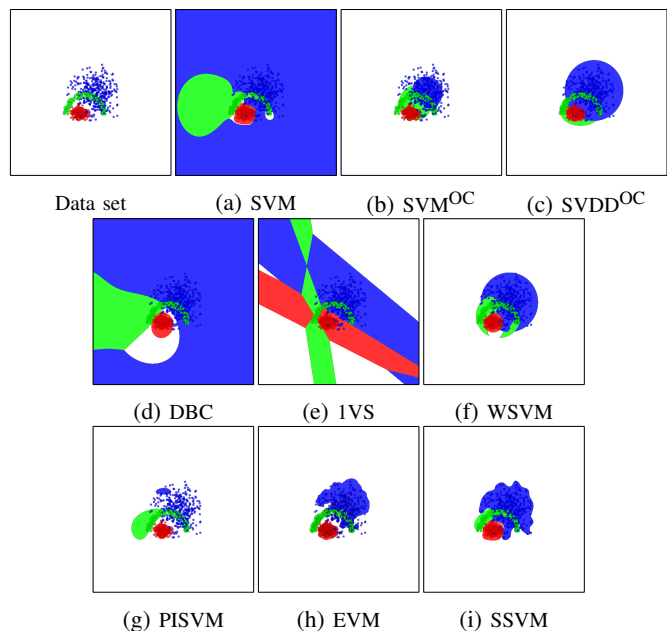 Data set
(a) SVM
(b) SVM^OC
(c) SVDD^OC
(d) DBC
(e) 1VS
(f) WSVM
(g) PISVM
(h) EVM
(i) SSVM